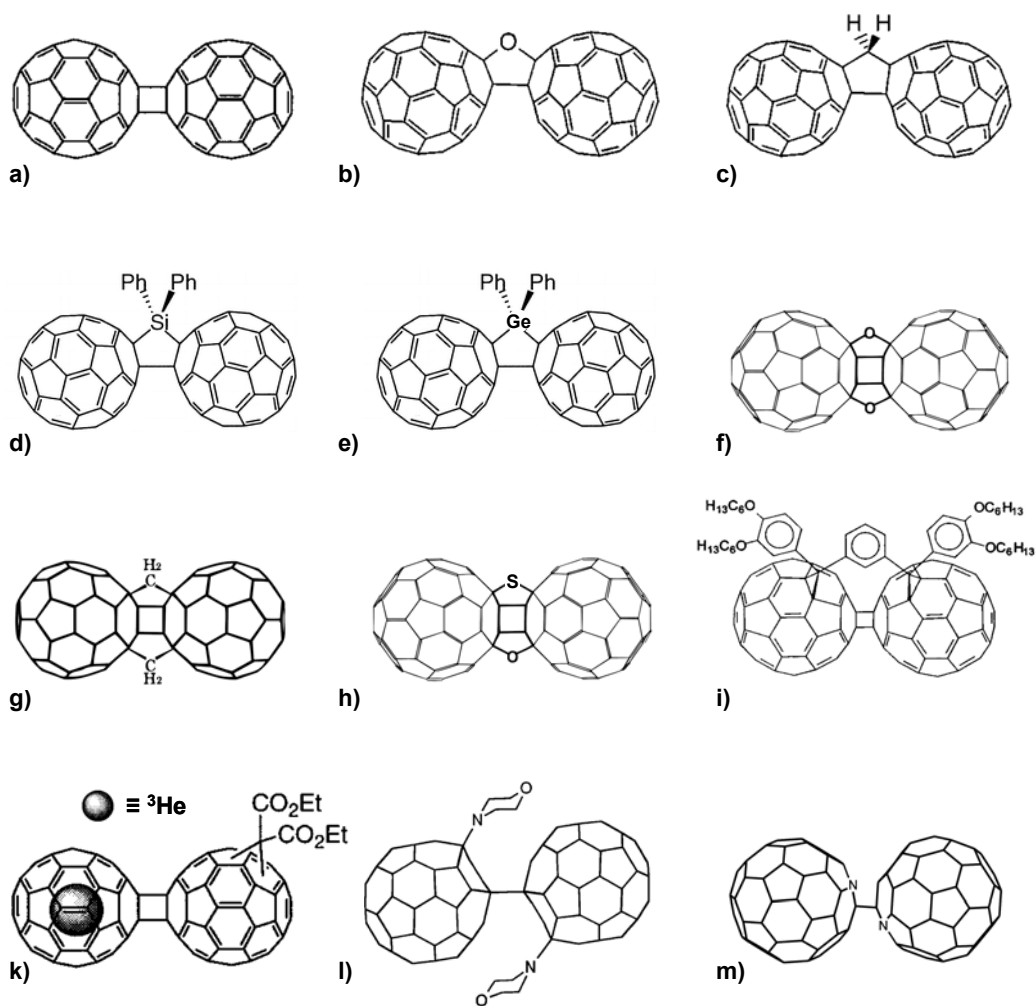 O
H H
a)
b)
c)
Ph Ph
Si
Ph Ph
Ge
O
O
d)
e)
f)
H₁₃C₆O
OC₆H₁₃
H₁₃C₆O
OC₆H₁₃
H2
C
C
H2
S
O
g)
h)
i)
≡ ³He
CO₂Et
CO₂Et
O
N
N
O
N
N
k)
l)
m)